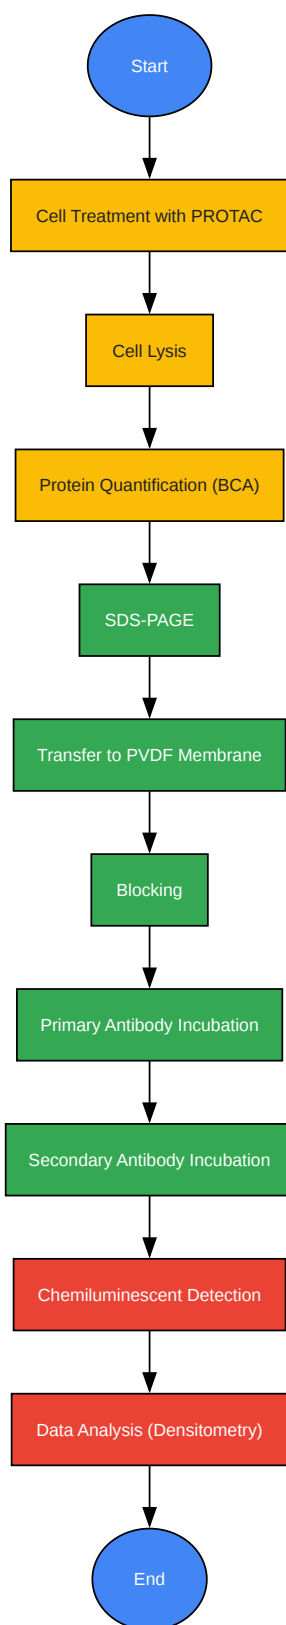 Start
Cell Treatment with PROTAC
Cell Lysis
Protein Quantification (BCA)
SDS-PAGE
Transfer to PVDF Membrane
Blocking
Primary Antibody Incubation
Secondary Antibody Incubation
Chemiluminescent Detection
Data Analysis (Densitometry)
End